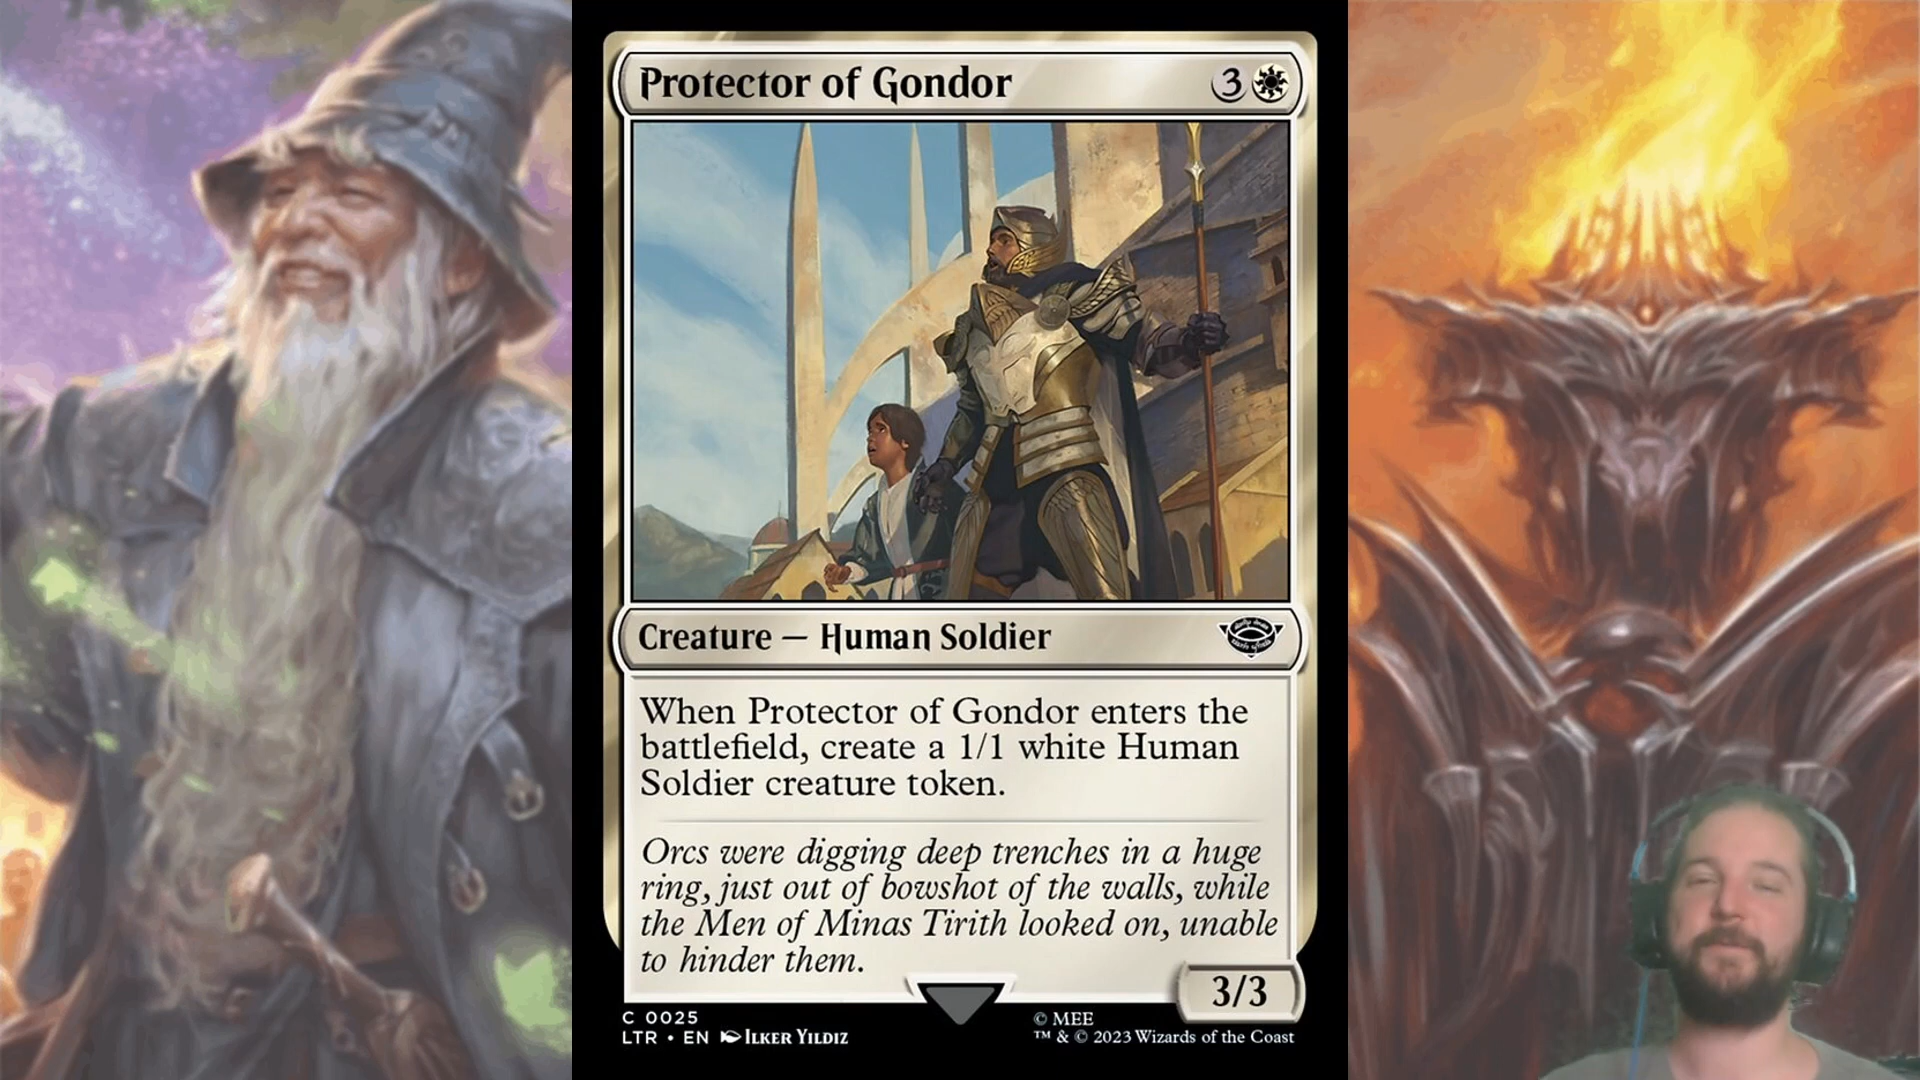 Protector of Gondor 3
Creature — Human Soldier
When Protector of Gondor enters the
battlefield, create a 1/1 white Human
Soldier creature token.
Orcs were digging deep trenches in a huge
ring, just out of bowshot of the walls, while
the Men of Minas Tirith looked on, unable
to hinder them.
3/3
C 0025
LTR • EN ILKER YILDIZ
© MEE
™ & © 2023 Wizards of the Coast